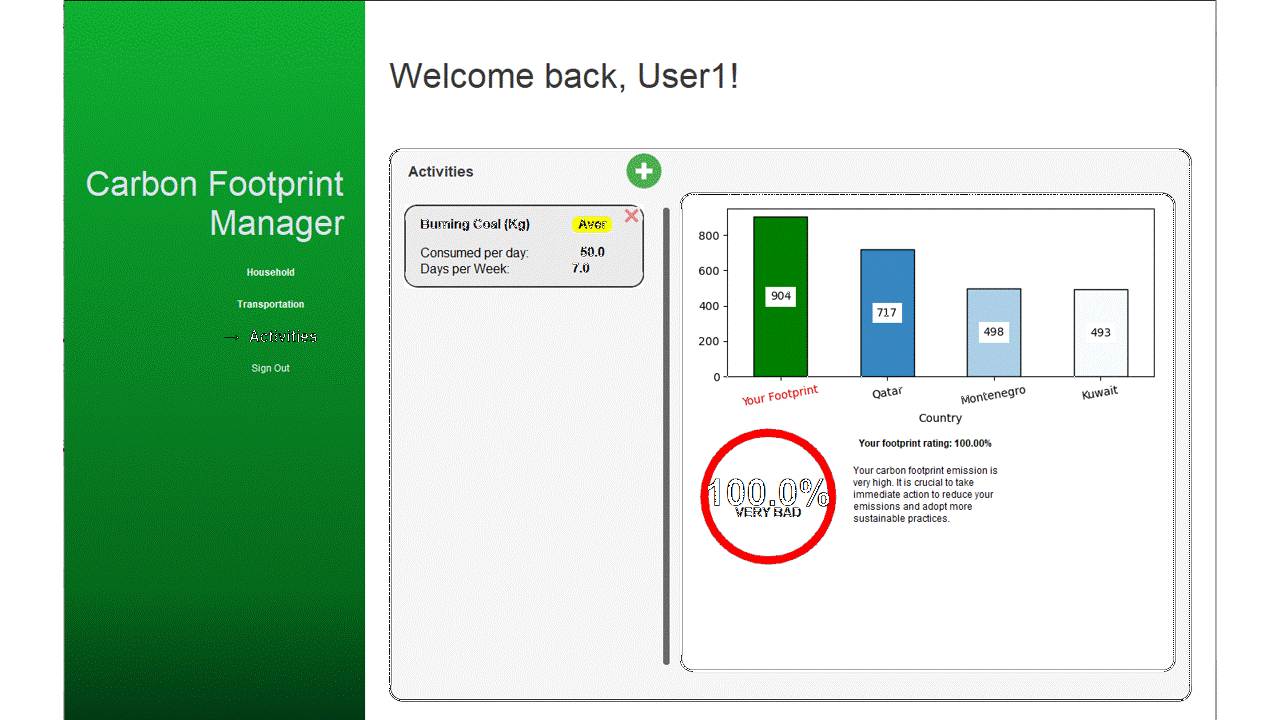 Welcome back, User1!
Carbon Footprint
Manager
Household
Transportation
Activities
Sign Out
Activities
Burning Coal (Kg)
Aver
Consumed per day: 50.0
Days per Week: 7.0
800
600
400
200
0
904
717
498
493
Your Footprint
Qatar
Montenegro
Kuwait
Country
100.0%
VERY BAD
Your footprint rating: 100.00%
Your carbon footprint emission is
very high. It is crucial to take
immediate action to reduce your
emissions and adopt more
sustainable practices.